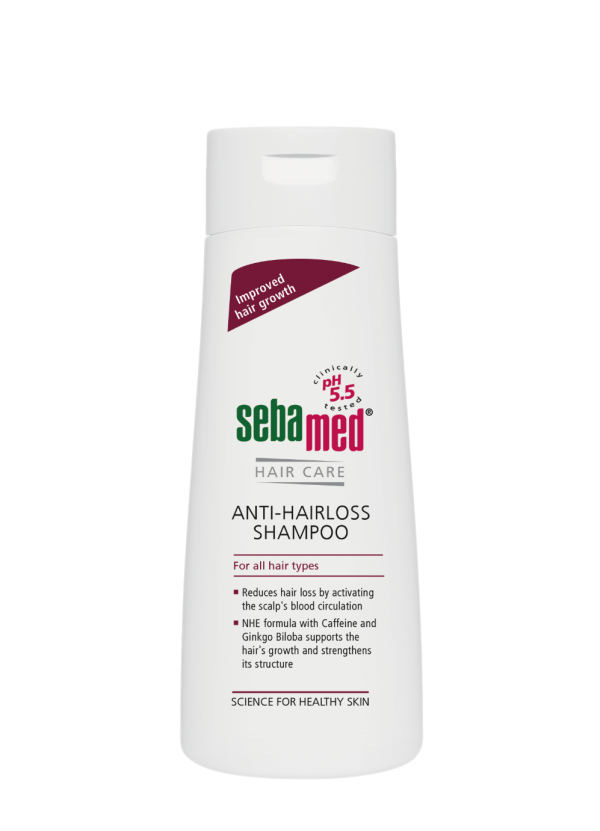 Improved
hair growth
clinically
pH
5.5
tested
sebamed®
HAIR CARE
ANTI-HAIRLOSS
SHAMPOO
For all hair types
▪ Reduces hair loss by activating
the scalp's blood circulation
▪ NHE formula with Caffeine and
Ginkgo Biloba supports the
hair's growth and strengthens
its structure
SCIENCE FOR HEALTHY SKIN